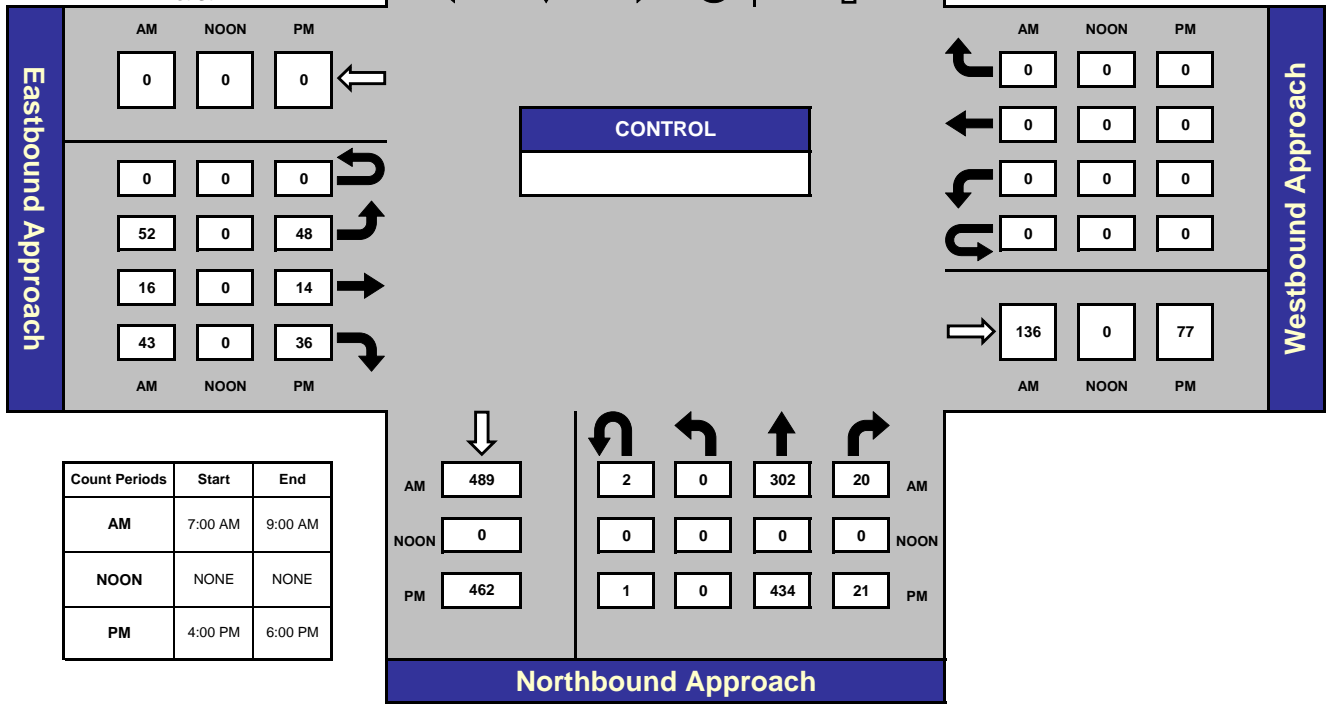 AM NOON PM
0 0 0
0 0 0
52 0 48
16 0 14
43 0 36
AM NOON PM
Eastbound Approach
CONTROL
AM NOON PM
0 0 0
0 0 0
0 0 0
0 0 0
136 0 77
AM NOON PM
Westbound Approach
Count Periods Start End
AM 7:00 AM 9:00 AM
NOON NONE NONE
PM 4:00 PM 6:00 PM
AM 489 2 0 302 20 AM
NOON 0 0 0 0 0 NOON
PM 462 1 0 434 21 PM
Northbound Approach